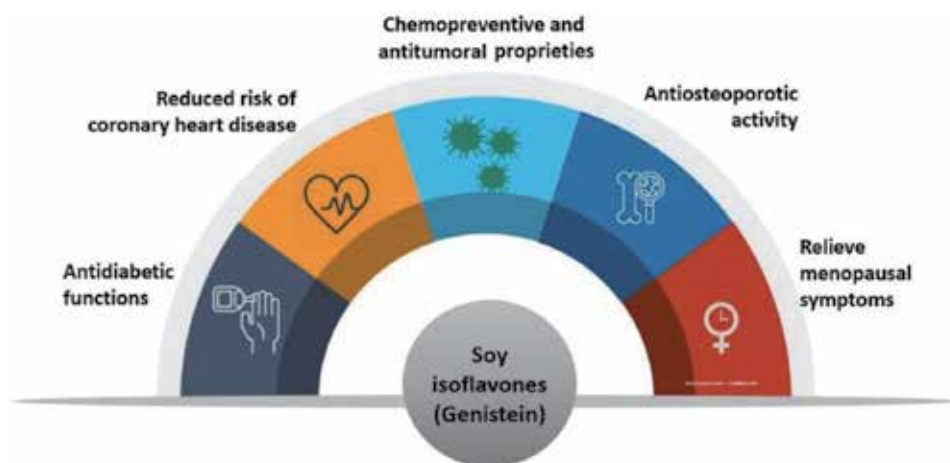 Chemopreventive and
antitumoral proprieties
Reduced risk of
coronary heart disease
Antiosteoporotic
activity
Antidiabetic
functions
Relieve
menopausal
symptoms
Soy
isoflavones
(Genistein)